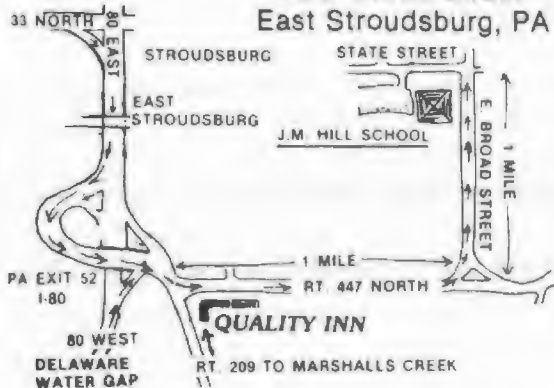 East Stroudsburg, PA
33 NORTH
80 EAST
STROUDSBURG
STATE STREET
EAST
STROUDSBURG
J.M. HILL SCHOOL
E. BROAD STREET
1 MILE
1 MILE
PA EXIT 52
I-80
RT. 447 NORTH
QUALITY INN
80 WEST
DELAWARE
WATER GAP
RT. 209 TO MARSHALLS CREEK